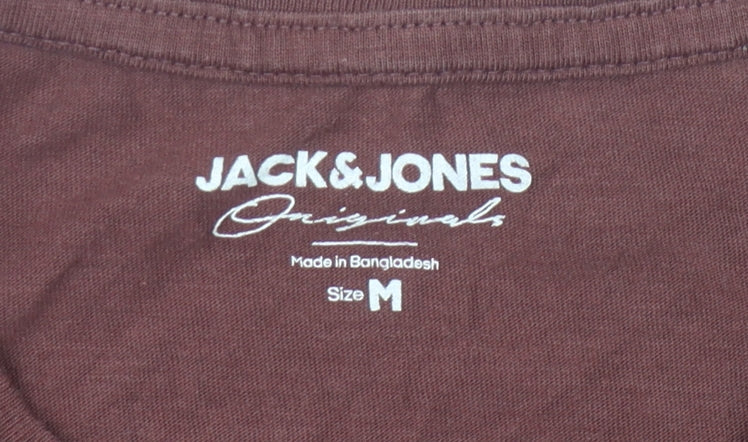 JACK&JONES
Originals
Made in Bangladesh
Size M